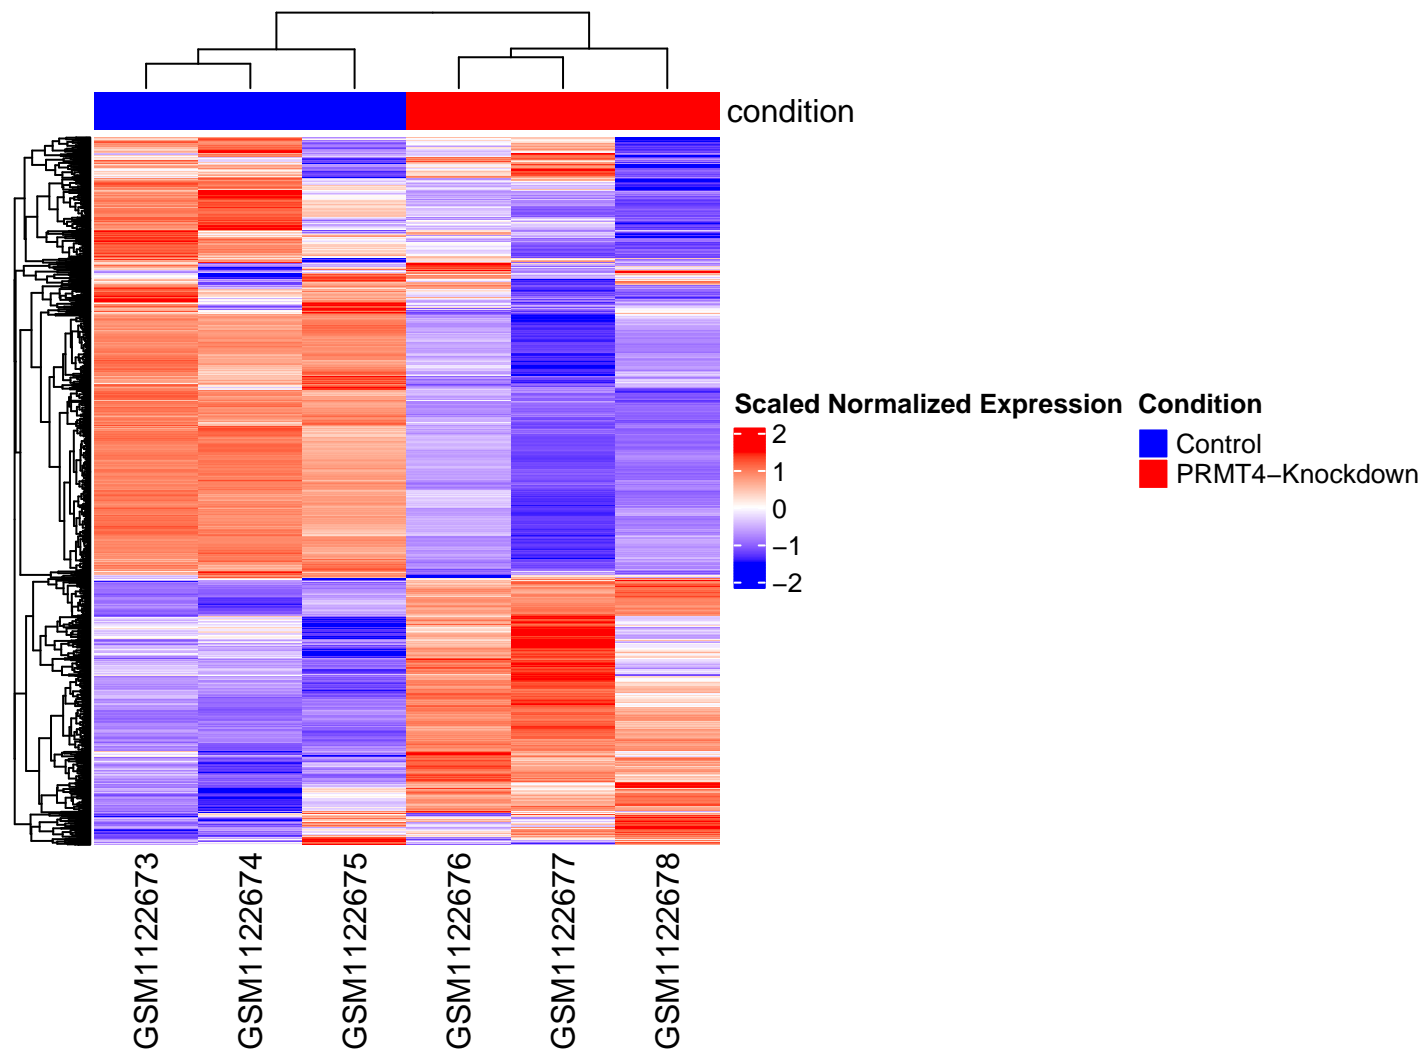 condition
Scaled Normalized Expression
2
1
0
−1
−2
Condition
Control
PRMT4−Knockdown
GSM1122673
GSM1122674
GSM1122675
GSM1122676
GSM1122677
GSM1122678